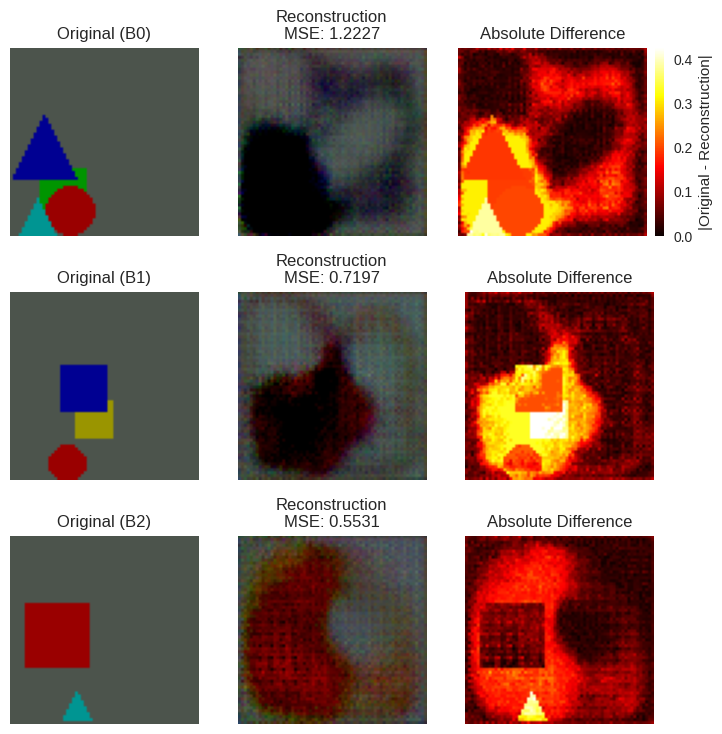 Original (B0)
Reconstruction
MSE: 1.2227
Absolute Difference
0.4
0.3
0.2
0.1
0.0
|Original - Reconstruction|
Original (B1)
Reconstruction
MSE: 0.7197
Absolute Difference
Original (B2)
Reconstruction
MSE: 0.5531
Absolute Difference